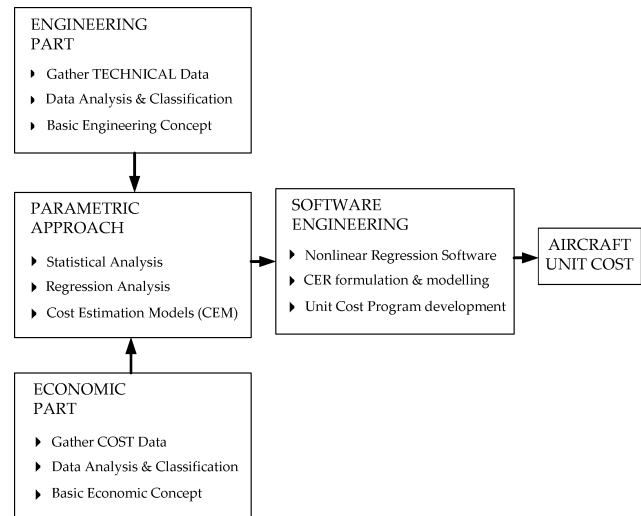 ENGINEERING
PART
Gather TECHNICAL Data
Data Analysis & Classification
Basic Engineering Concept
PARAMETRIC
APPROACH
Statistical Analysis
Regression Analysis
Cost Estimation Models (CEM)
ECONOMIC
PART
Gather COST Data
Data Analysis & Classification
Basic Economic Concept
SOFTWARE
ENGINEERING
Nonlinear Regression Software
CER formulation & modelling
Unit Cost Program development
AIRCRAFT
UNIT COST